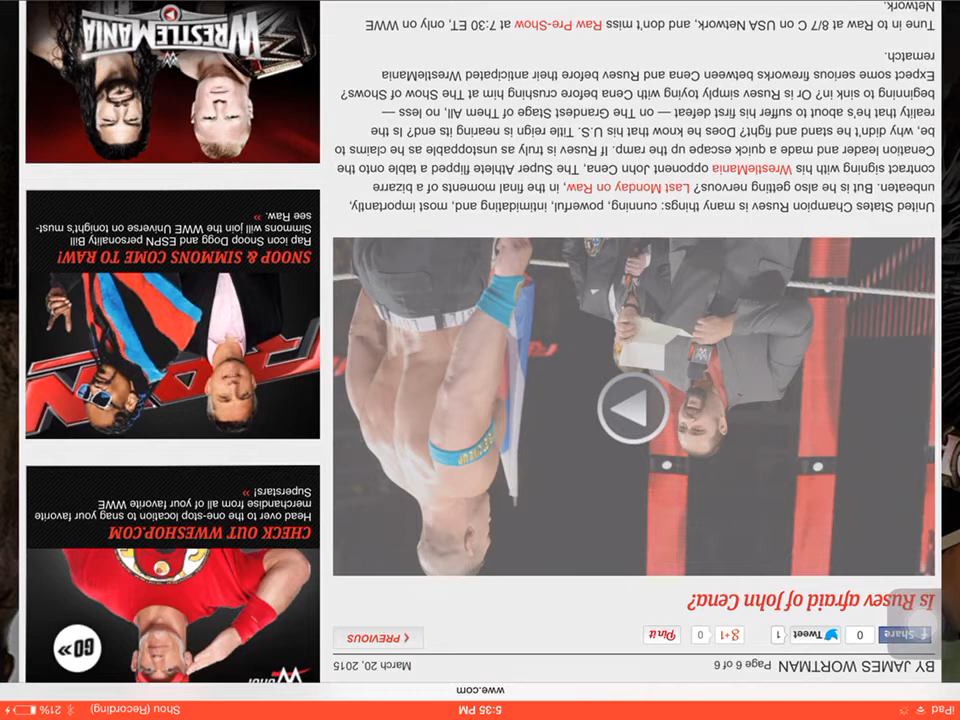 iPad
5:35 PM
Shou (Recording)
21%
www.wwe.com
BY JAMES WORTMAN Page 6 of 6
March 20, 2015
Share
0
Tweet
1
g+1
0
Pin it
PREVIOUS
Is Rusev afraid of John Cena?
United States Champion Rusev is many things: cunning, powerful, intimidating and, most importantly,
unbeaten. But is he also getting nervous? Last Monday on Raw, in the final moments of a bizarre
contract signing with his WrestleMania opponent John Cena, The Super Athlete flipped a table onto the
Cenation leader and made a quick escape up the ramp. If Rusev is truly as unstoppable as he claims to
be, why didn't he stand and fight? Does he know that his U.S. Title reign is nearing its end? Is the
reality that he's about to suffer his first defeat — on The Grandest Stage of Them All, no less —
beginning to sink in? Or is Rusev simply toying with Cena before crushing him at The Show of Shows?
Expect some serious fireworks between Cena and Rusev before their anticipated WrestleMania
rematch.
Tune in to Raw at 8/7 C on USA Network, and don't miss Raw Pre-Show at 7:30 ET, only on WWE
Network.
GO »
CHECK OUT WWESHOP.COM
Head over to the one-stop location to snag your favorite
merchandise from all of your favorite WWE
Superstars! »
RAW
SNOOP & SIMMONS COME TO RAW!
Rap icon Snoop Dogg and ESPN personality Bill
Simmons will join the WWE Universe on tonight's must-
see Raw. »
WRESTLEMANIA